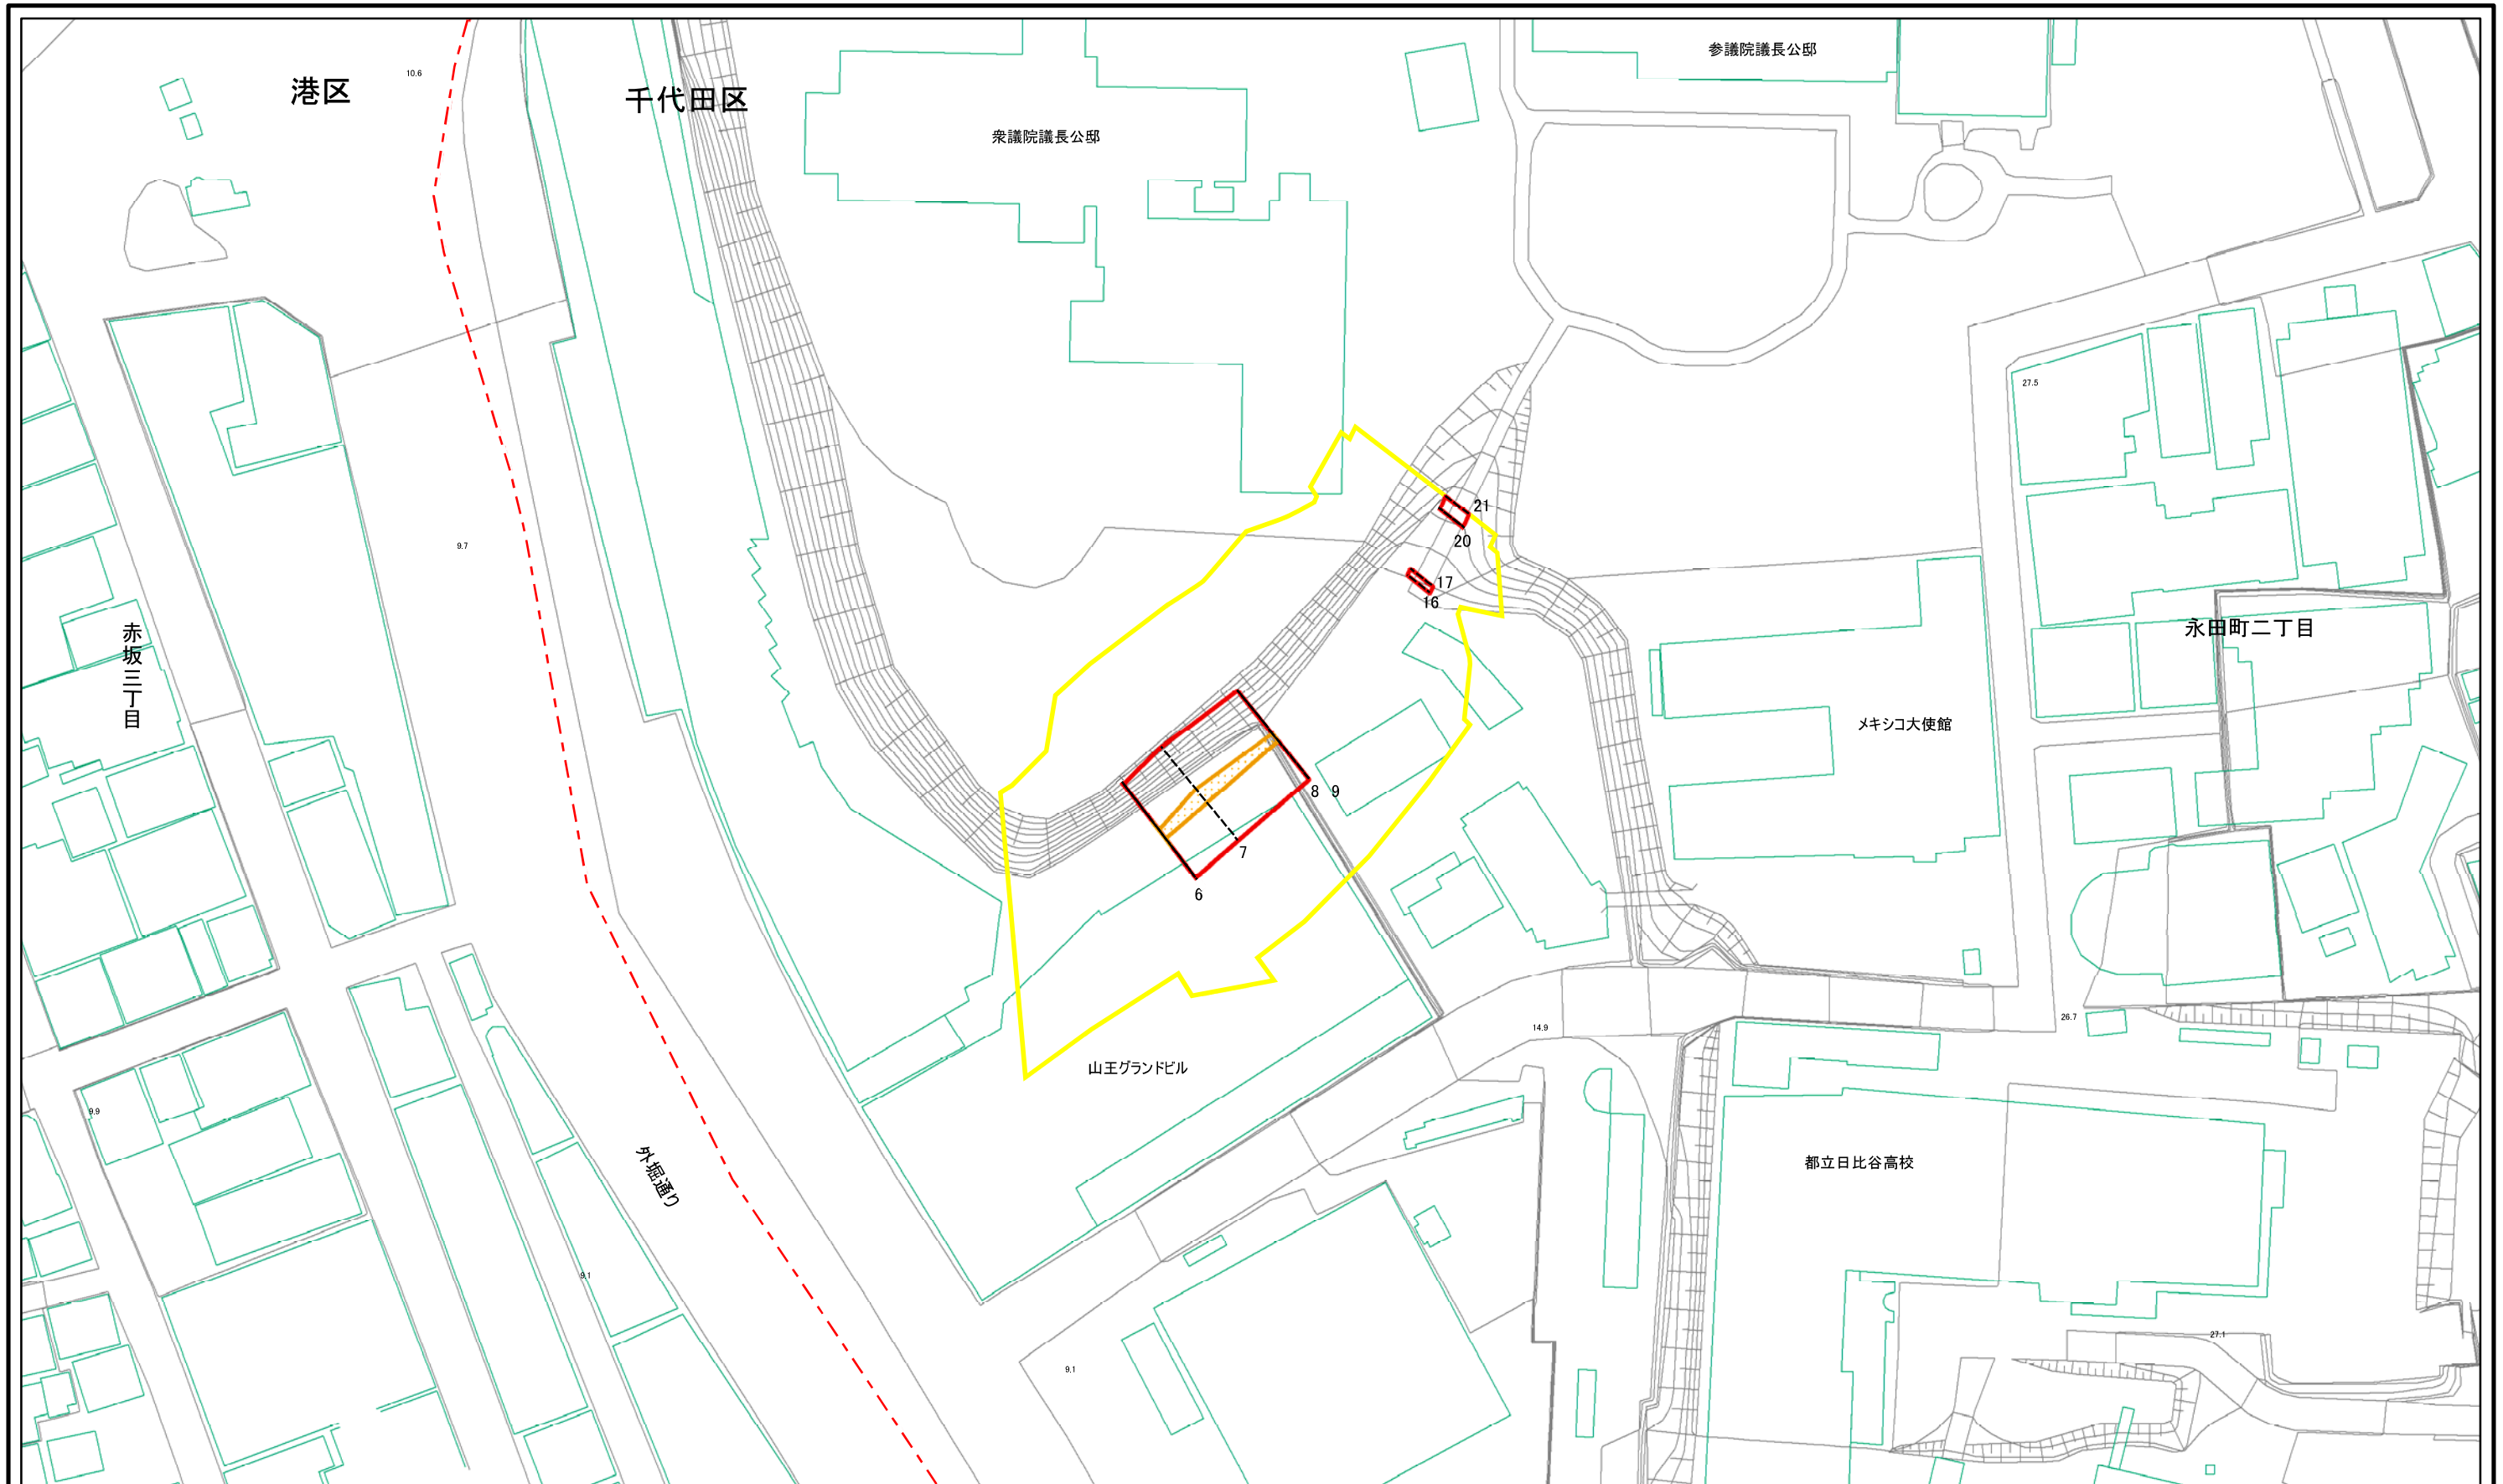 参議院議長公邸
10.6
港区
千代田区
衆議院議長公邸
27.5
21
20
9.7
17
16
赤坂三丁目
永田町二丁目
メキシコ大使館
8 9
7
6
26.7
14.9
山王グランドビル
9.9
都立日比谷高校
外堀通り
9.1
27.1
9.1